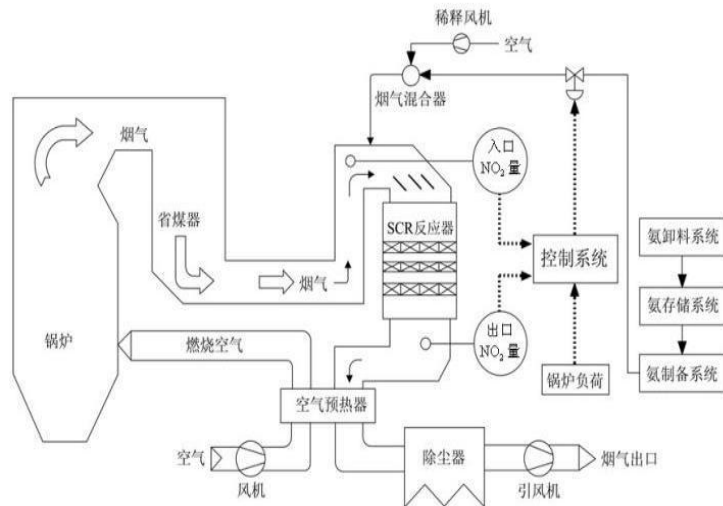 稀释风机
空气
烟气混合器
烟气
入口
NO₂量
省煤器
SCR反应器
氨卸料系统
控制系统
烟气
氨存储系统
出口
NO₂量
锅炉
燃烧空气
锅炉负荷
氨制备系统
空气预热器
空气
风机
除尘器
引风机
烟气出口